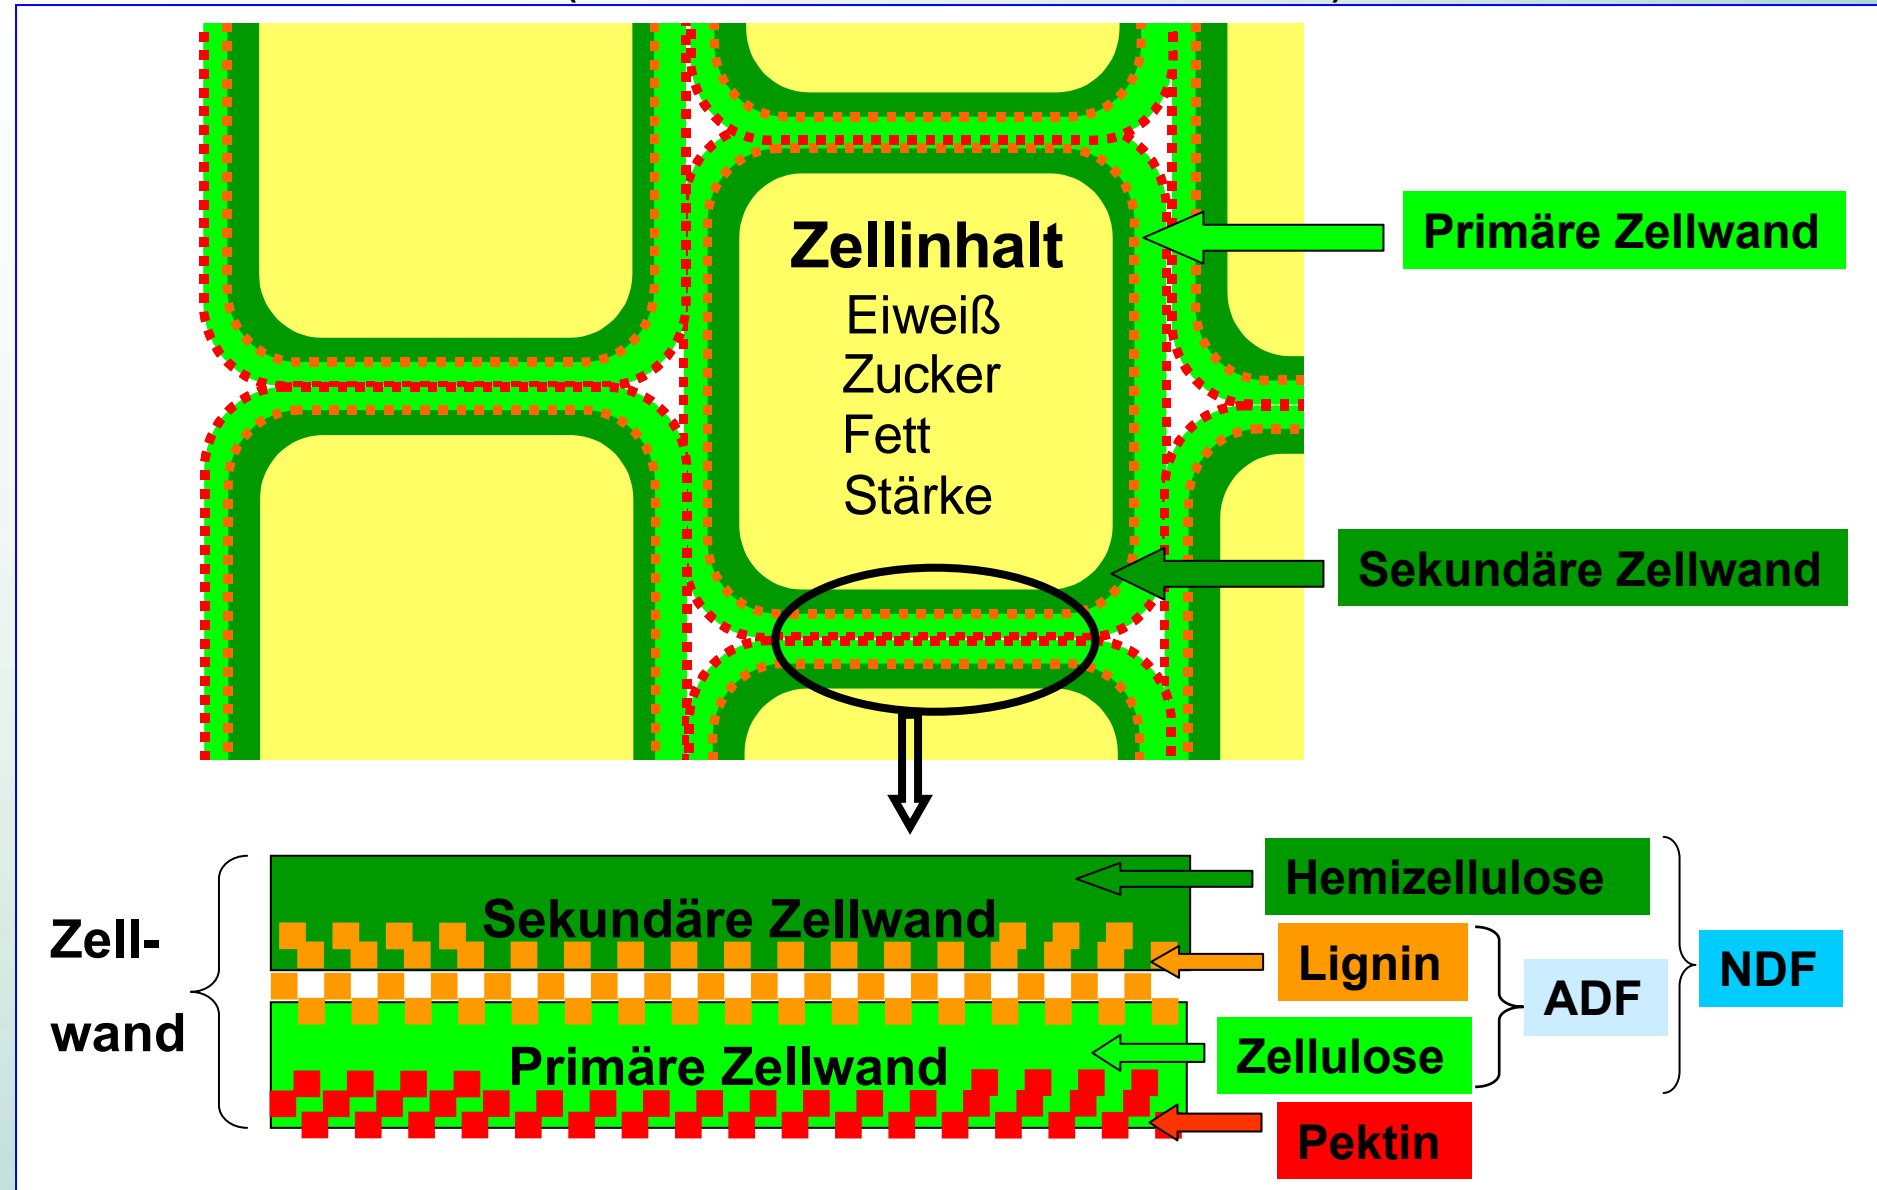 Zellinhalt
Eiweiß
Zucker
Fett
Stärke
Primäre Zellwand
Sekundäre Zellwand
Zell-
wand
Sekundäre Zellwand
Primäre Zellwand
Hemizellulose
Lignin
Zellulose
Pektin
ADF
NDF